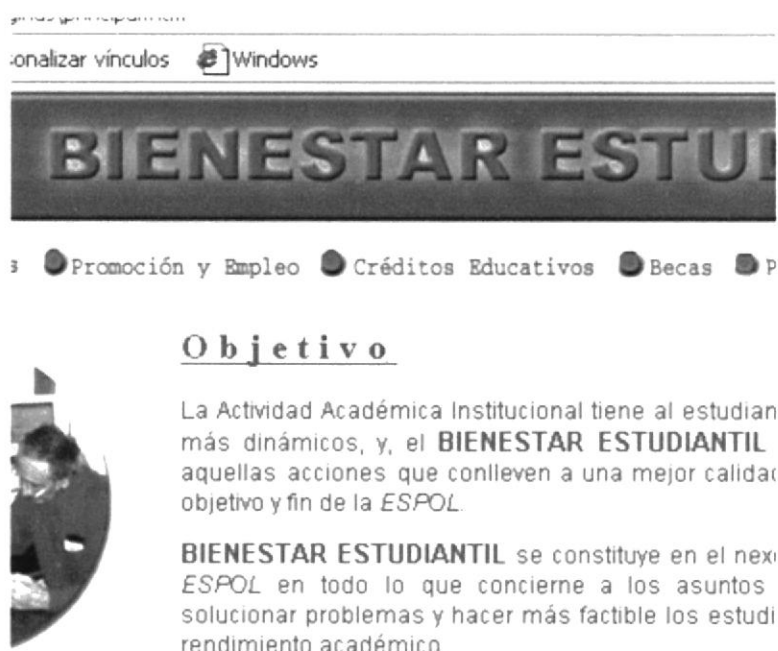 onalizar vínculos Windows
BIENESTAR ESTU
s Promoción y Empleo Créditos Educativos Becas P
Objetivo
La Actividad Académica Institucional tiene al estudian
más dinámicos, y, el BIENESTAR ESTUDIANTIL
aquellas acciones que conlleven a una mejor calidad
objetivo y fin de la ESPOL.
BIENESTAR ESTUDIANTIL se constituye en el nex
ESPOL en todo lo que concierne a los asuntos
solucionar problemas y hacer más factible los estudi
rendimiento académico